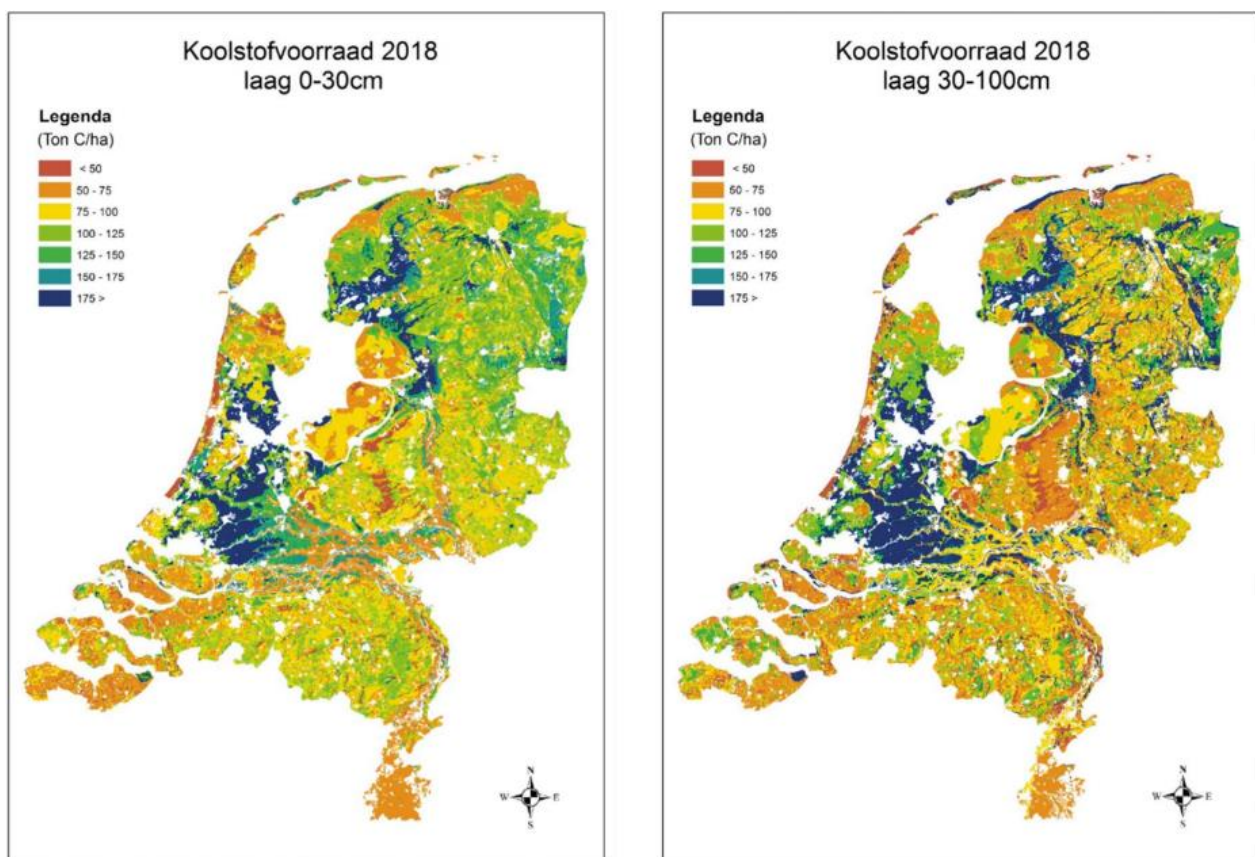 Koolstofvoorraad 2018
laag 0-30cm
Legenda
(Ton C/ha)
< 50
50 - 75
75 - 100
100 - 125
125 - 150
150 - 175
175 >
N
W E
S
Koolstofvoorraad 2018
laag 30-100cm
Legenda
(Ton C/ha)
< 50
50 - 75
75 - 100
100 - 125
125 - 150
150 - 175
175 >
N
W E
S